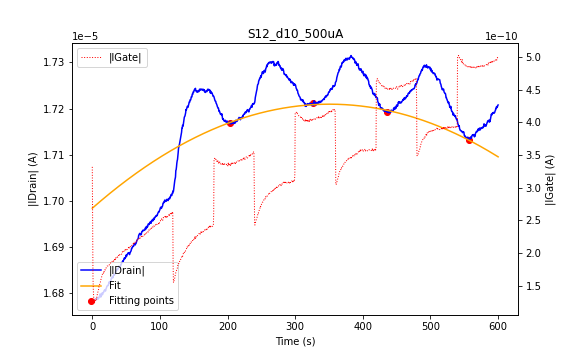 S12_d10_500uA
1e−5
1e−10
|IGate|
1.73
1.72
1.71
1.70
1.69
1.68
|IDrain| (A)
5.0
4.5
4.0
3.5
3.0
2.5
2.0
1.5
|IGate| (A)
|IDrain|
Fit
Fitting points
0 100 200 300 400 500 600
Time (s)